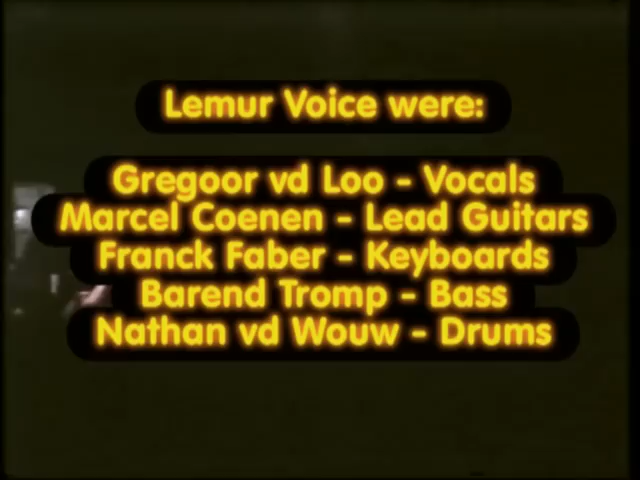 Lemur Voice were:
Gregoor vd Loo - Vocals
Marcel Coenen - Lead Guitars
Franck Faber - Keyboards
Barend Tromp - Bass
Nathan vd Wouw - Drums